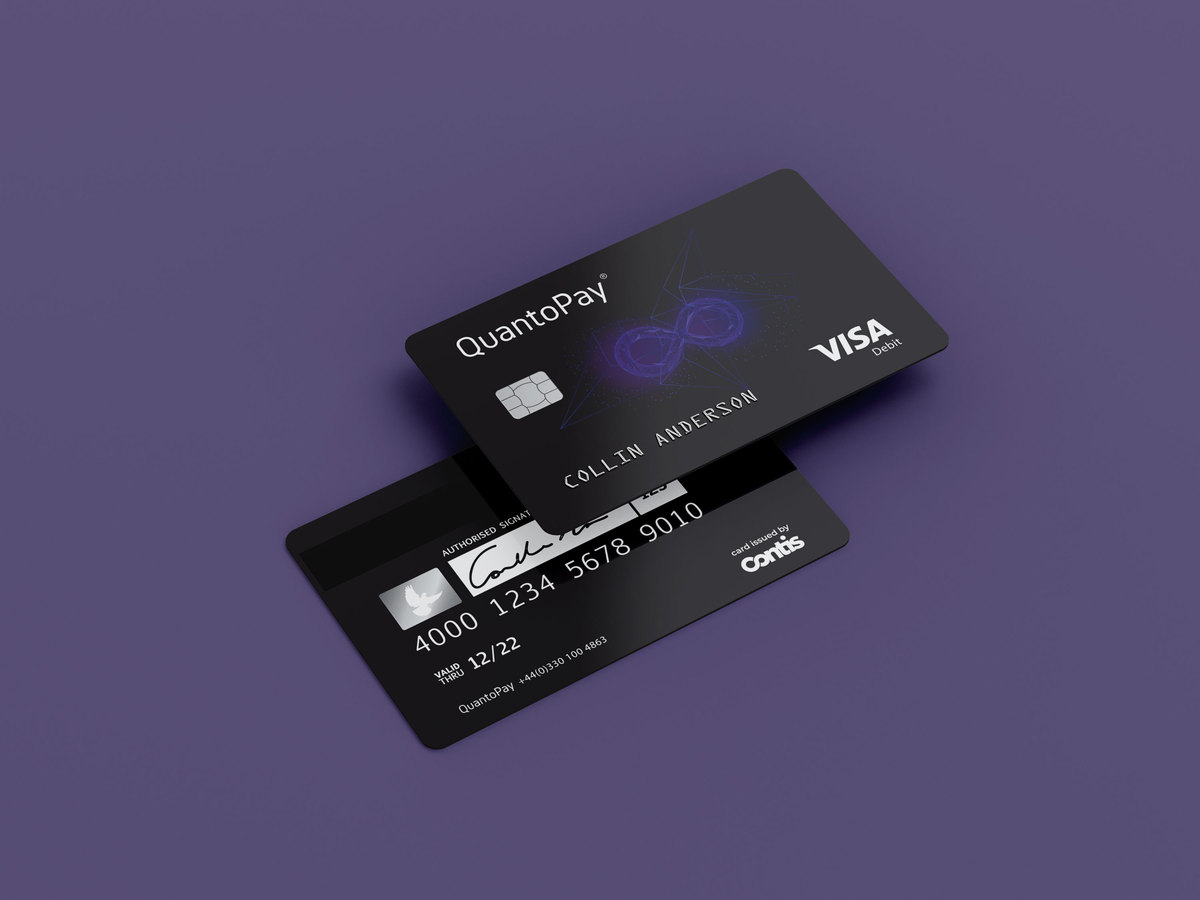 QuantoPay®
VISA
Debit
COLLIN ANDERSON
AUTHORISED
4000 1234 5678 9010
VALID
THRU 12/22
QuantoPay +44(0)330 100 4863
card issued by
contis